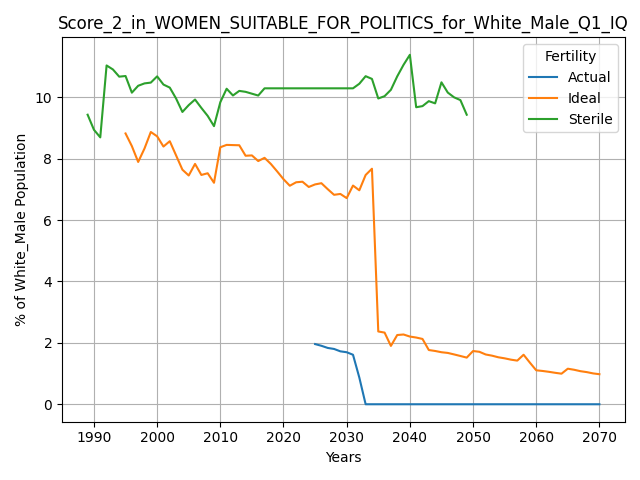 Score_2_in_WOMEN_SUITABLE_FOR_POLITICS_for_White_Male_Q1_IQ
Fertility
Actual
Ideal
Sterile
% of White_Male Population
10
8
6
4
2
0
1990 2000 2010 2020 2030 2040 2050 2060 2070
Years